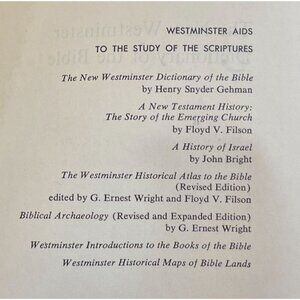 WESTMINSTER AIDS
TO THE STUDY OF THE SCRIPTURES
The New Westminster Dictionary of the Bible
by Henry Snyder Gehman
A New Testament History:
The Story of the Emerging Church
by Floyd V. Filson
A History of Israel
by John Bright
The Westminster Historical Atlas to the Bible
(Revised Edition)
edited by G. Ernest Wright and Floyd V. Filson
Biblical Archaeology (Revised and Expanded Edition)
by G. Ernest Wright
Westminster Introductions to the Books of the Bible
Westminster Historical Maps of Bible Lands